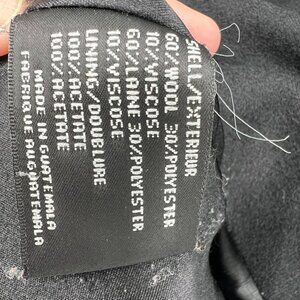 SHELL/EXTERIEUR
60%WOOL 30%POLYESTER
10%VISCOSE
60%LAINE 30%POLYESTER
10%VISCOSE
LINING/DOUBLURE
100%ACETATE
100%ACETATE
MADE IN GUATEMALA
FABRIQUE AU GUATEMALA